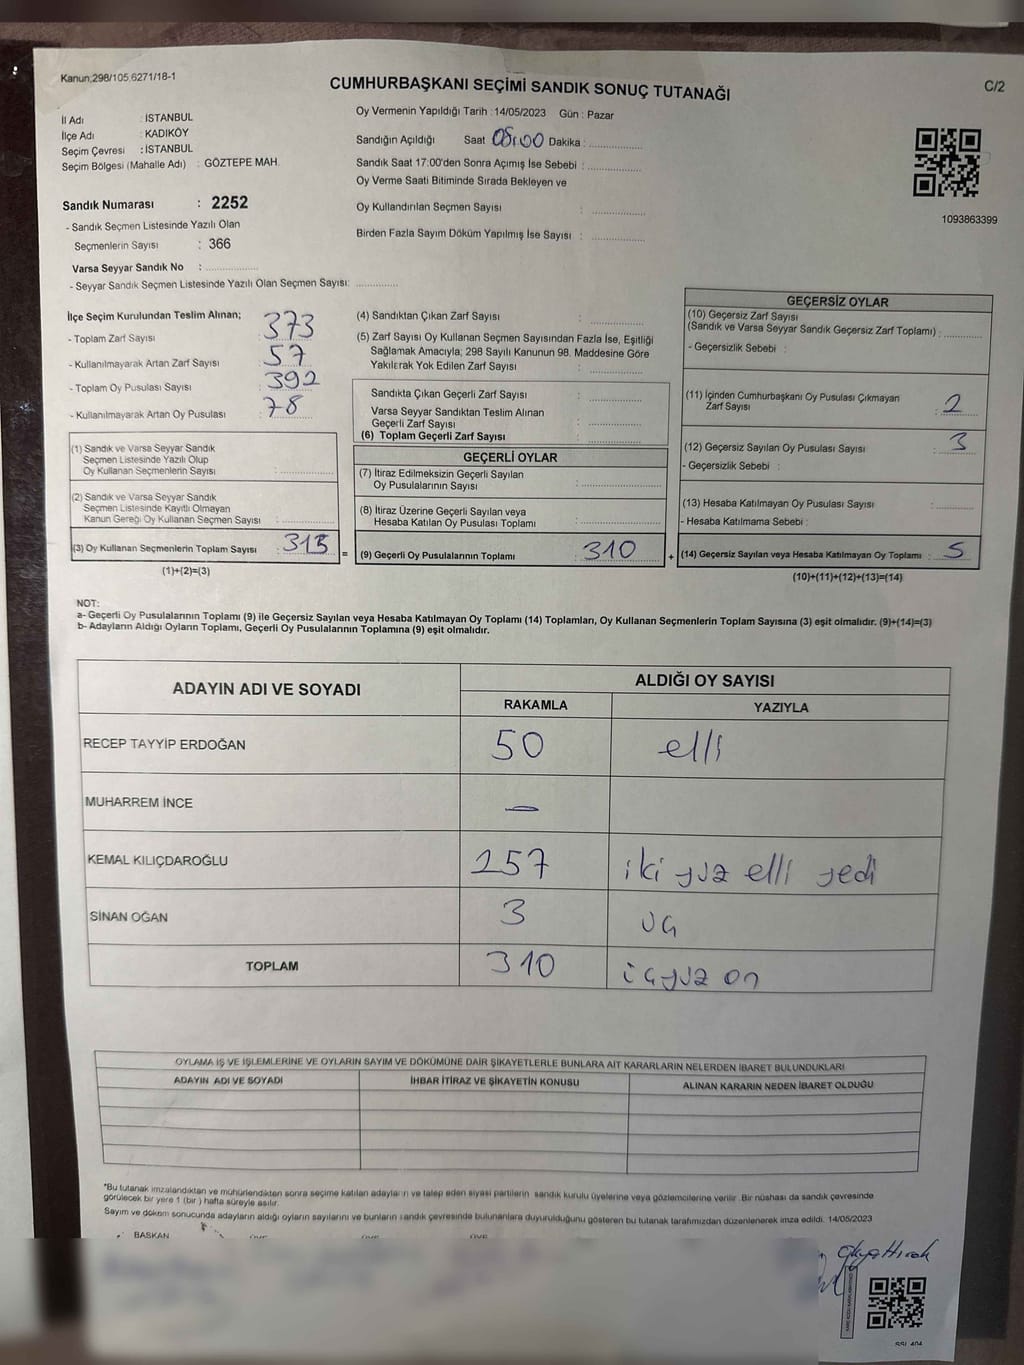 Kanun;298/105,6271/18-1
CUMHURBAŞKANI SEÇİMİ SANDIK SONUÇ TUTANAĞI
C/2
İl Adı : İSTANBUL
İlçe Adı : KADIKÖY
Seçim Çevresi : İSTANBUL
Seçim Bölgesi (Mahalle Adı) : GÖZTEPE MAH.
Sandık Numarası : 2252
- Sandık Seçmen Listesinde Yazılı Olan
Seçmenlerin Sayısı : 366
Varsa Seyyar Sandık No : ................
- Seyyar Sandık Seçmen Listesinde Yazılı Olan Seçmen Sayısı: .............
Oy Vermenin Yapıldığı Tarih : 14/05/2023 Gün : Pazar
Sandığın Açıldığı Saat 08:00 Dakika : ................
Sandık Saat 17:00'den Sonra Açımış İse Sebebi : ................
Oy Verme Saati Bitiminde Sırada Bekleyen ve
Oy Kullandırılan Seçmen Sayısı : ................
Birden Fazla Sayım Döküm Yapılmış İse Sayısı : ................
1093863399
İlçe Seçim Kurulundan Teslim Alınan;
- Toplam Zarf Sayısı : 373
- Kullanılmayarak Artan Zarf Sayısı : 57
- Toplam Oy Pusulası Sayısı : 392
- Kullanılmayarak Artan Oy Pusulası : 78
(1) Sandık ve Varsa Seyyar Sandık
Seçmen Listesinde Yazılı Olup
Oy Kullanan Seçmenlerin Sayısı : ................
(2) Sandık ve Varsa Seyyar Sandık
Seçmen Listesinde Kayıtlı Olmayan
Kanun Gereği Oy Kullanan Seçmen Sayısı : ................
(3) Oy Kullanan Seçmenlerin Toplam Sayısı : 315 =
(1)+(2)=(3)
(4) Sandıktan Çıkan Zarf Sayısı : ................
(5) Zarf Sayısı Oy Kullanan Seçmen Sayısından Fazla İse, Eşitliği
Sağlamak Amacıyla; 298 Sayılı Kanunun 98. Maddesine Göre
Yakılarak Yok Edilen Zarf Sayısı : ................
Sandıkta Çıkan Geçerli Zarf Sayısı : ................
Varsa Seyyar Sandıktan Teslim Alınan
Geçerli Zarf Sayısı : ................
(6) Toplam Geçerli Zarf Sayısı : ................
GEÇERLİ OYLAR
(7) İtiraz Edilmeksizin Geçerli Sayılan
Oy Pusulalarının Sayısı : ................
(8) İtiraz Üzerine Geçerli Sayılan veya
Hesaba Katılan Oy Pusulası Toplamı : ................
(9) Geçerli Oy Pusulalarının Toplamı : 310 +
GEÇERSİZ OYLAR
(10) Geçersiz Zarf Sayısı
(Sandık ve Varsa Seyyar Sandık Geçersiz Zarf Toplamı) : ............
- Geçersizlik Sebebi :
(11) İçinden Cumhurbaşkanı Oy Pusulası Çıkmayan
Zarf Sayısı : 2
(12) Geçersiz Sayılan Oy Pusulası Sayısı : 3
- Geçersizlik Sebebi :
(13) Hesaba Katılmayan Oy Pusulası Sayısı : ............
- Hesaba Katılmama Sebebi :
(14) Geçersiz Sayılan veya Hesaba Katılmayan Oy Toplamı : 5
(10)+(11)+(12)+(13)=(14)
NOT:
a- Geçerli Oy Pusulalarının Toplamı (9) ile Geçersiz Sayılan veya Hesaba Katılmayan Oy Toplamı (14) Toplamları, Oy Kullanan Seçmenlerin Toplam Sayısına (3) eşit olmalıdır. (9)+(14)=(3)
b- Adayların Aldığı Oyların Toplamı, Geçerli Oy Pusulalarının Toplamına (9) eşit olmalıdır.
ADAYIN ADI VE SOYADI
ALDIĞI OY SAYISI
RAKAMLA YAZIYLA
RECEP TAYYİP ERDOĞAN 50 elli
MUHARREM İNCE —
KEMAL KILIÇDAROĞLU 257 iki yüz elli yedi
SİNAN OĞAN 3 üç
TOPLAM 310 üçyüz on
OYLAMA İŞ VE İŞLEMLERİNE VE OYLARIN SAYIM VE DÖKÜMÜNE DAİR ŞİKAYETLERLE BUNLARA AİT KARARLARIN NELERDEN İBARET BULUNDUKLARI
ADAYIN ADI VE SOYADI İHBAR İTİRAZ VE ŞİKAYETİN KONUSU ALINAN KARARIN NEDEN İBARET OLDUĞU
*Bu tutanak imzalandıktan ve mühürlendikten sonra seçime katılan adayların ve talep eden siyasi partilerin sandık kurulu üyelerine veya gözlemcilerine verilir. Bir nüshası da sandık çevresinde
görülecek bir yere 1 (bir) hafta süreyle asılır.
Sayım ve döküm sonucunda adayların aldığı oyların sayılarını ve bunların sandık çevresinde bulunanlara duyurulduğunu gösteren bu tutanak tarafımızdan düzenlenerek imza edildi. 14/05/2023
BAŞKAN ÜYE ÜYE ÜYE